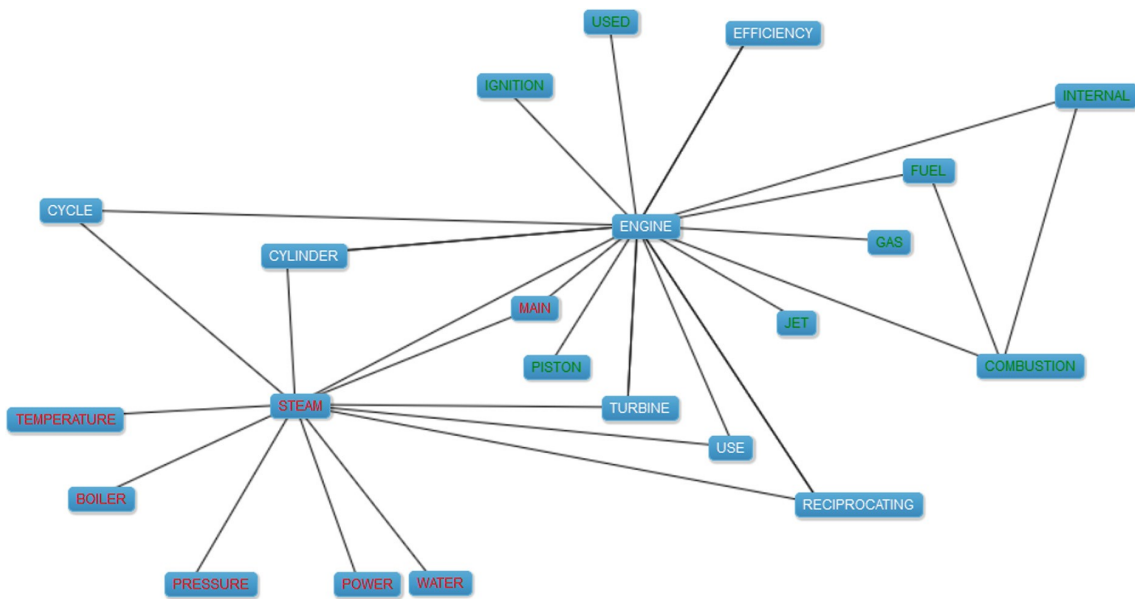 USED
EFFICIENCY
IGNITION
INTERNAL
FUEL
CYCLE
ENGINE
GAS
CYLINDER
MAIN
JET
PISTON
COMBUSTION
STEAM
TURBINE
TEMPERATURE
USE
BOILER
RECIPROCATING
PRESSURE
POWER
WATER